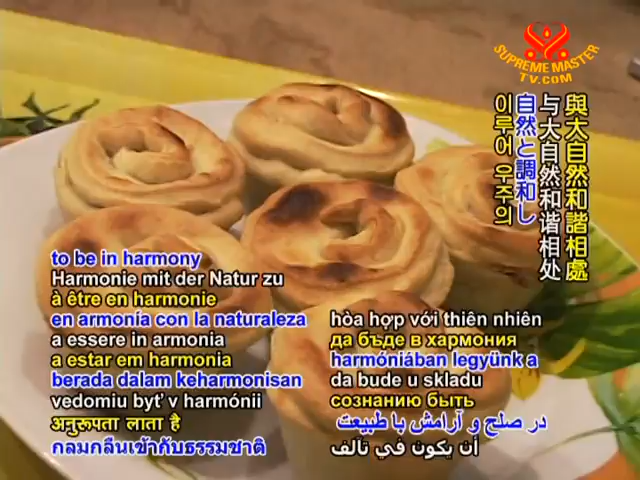 SUPREME MASTER
TV.COM
與大自然和諧相處
与大自然和谐相处
自然と調和し
이루어 우주의
to be in harmony
Harmonie mit der Natur zu
à être en harmonie
en armonía con la naturaleza
a essere in armonia
a estar em harmonia
berada dalam keharmonisan
vedomiu byť v harmónii
अनुरूपता लाता है
กลมกลืนเข้ากับธรรมชาติ
hòa hợp với thiên nhiên
да бъде в хармония
harmóniában legyünk a
da bude u skladu
сознанию быть
در صلح و آرامش با طبیعت
أن يكون في تآلف